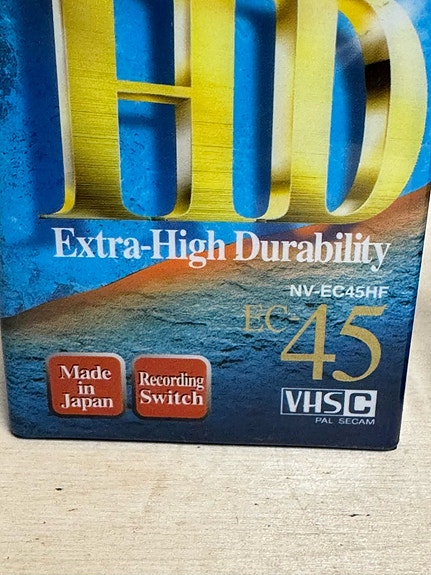 HD
Extra-High Durability
NV-EC45HF
EC-45
Made
in
Japan
Recording
Switch
VHS C
PAL SECAM